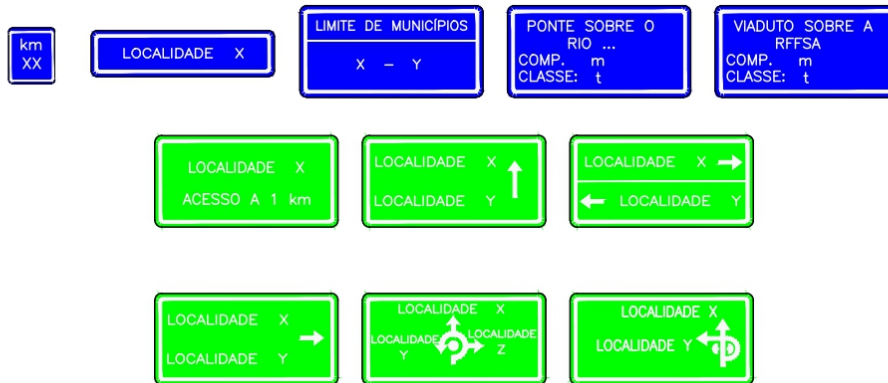 km
XX
LOCALIDADE X
LIMITE DE MUNICÍPIOS
X - Y
PONTE SOBRE O
RIO ...
COMP. m
CLASSE: t
VIADUTO SOBRE A
RFFSA
COMP. m
CLASSE: t
LOCALIDADE X
ACESSO A 1 km
LOCALIDADE X
LOCALIDADE Y
LOCALIDADE X
LOCALIDADE Y
LOCALIDADE X
LOCALIDADE Y
LOCALIDADE X
LOCALIDADE
Y
LOCALIDADE
Z
LOCALIDADE X
LOCALIDADE Y